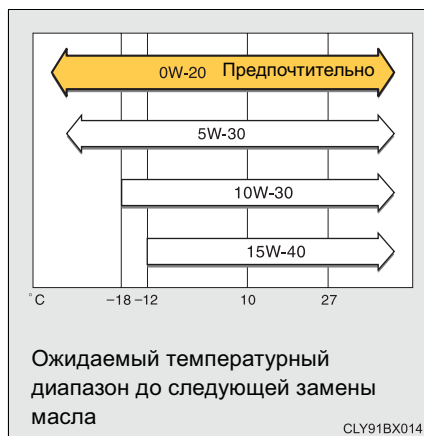 0W-20 Предпочтительно
5W-30
10W-30
15W-40
°C −18 −12 10 27
Ожидаемый температурный
диапазон до следующей замены
масла
CLY91BX014